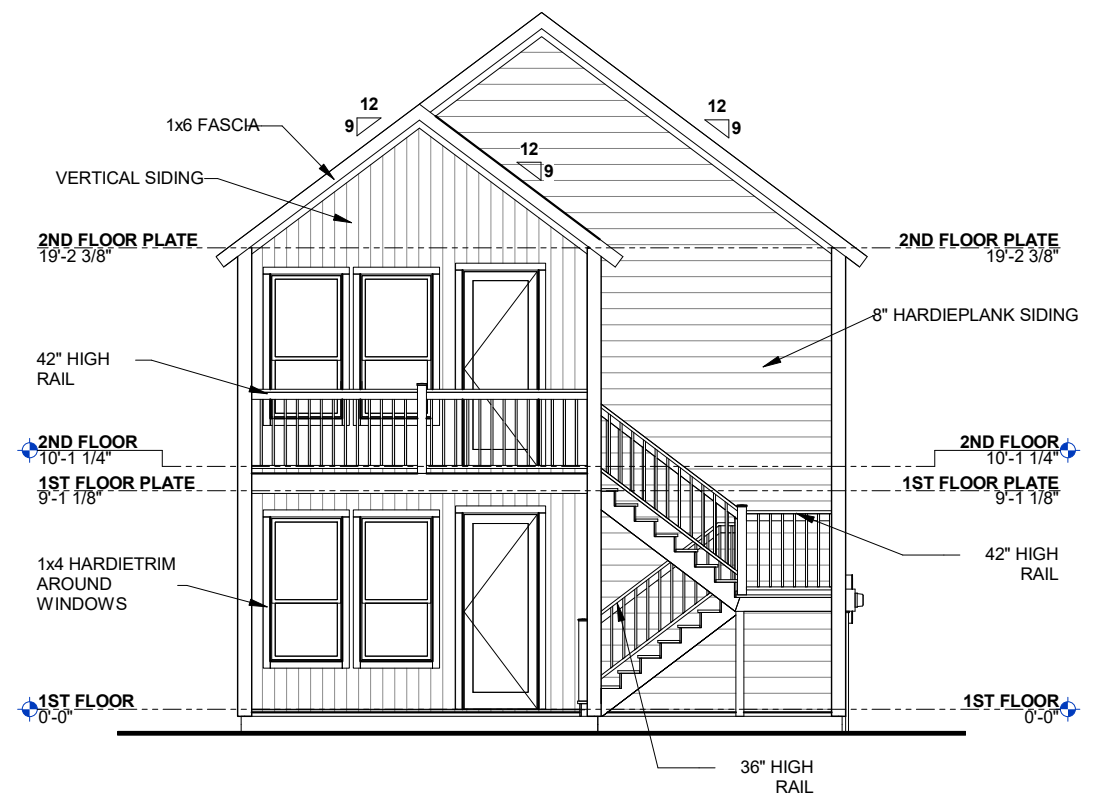 12
9
12
9
1x6 FASCIA
12
9
VERTICAL SIDING
2ND FLOOR PLATE
19'-2 3/8"
2ND FLOOR PLATE
19'-2 3/8"
8" HARDIEPLANK SIDING
42" HIGH
RAIL
2ND FLOOR
10'-1 1/4"
2ND FLOOR
10'-1 1/4"
1ST FLOOR PLATE
9'-1 1/8"
1ST FLOOR PLATE
9'-1 1/8"
42" HIGH
RAIL
1x4 HARDIETRIM
AROUND
WINDOWS
1ST FLOOR
0'-0"
1ST FLOOR
0'-0"
36" HIGH
RAIL